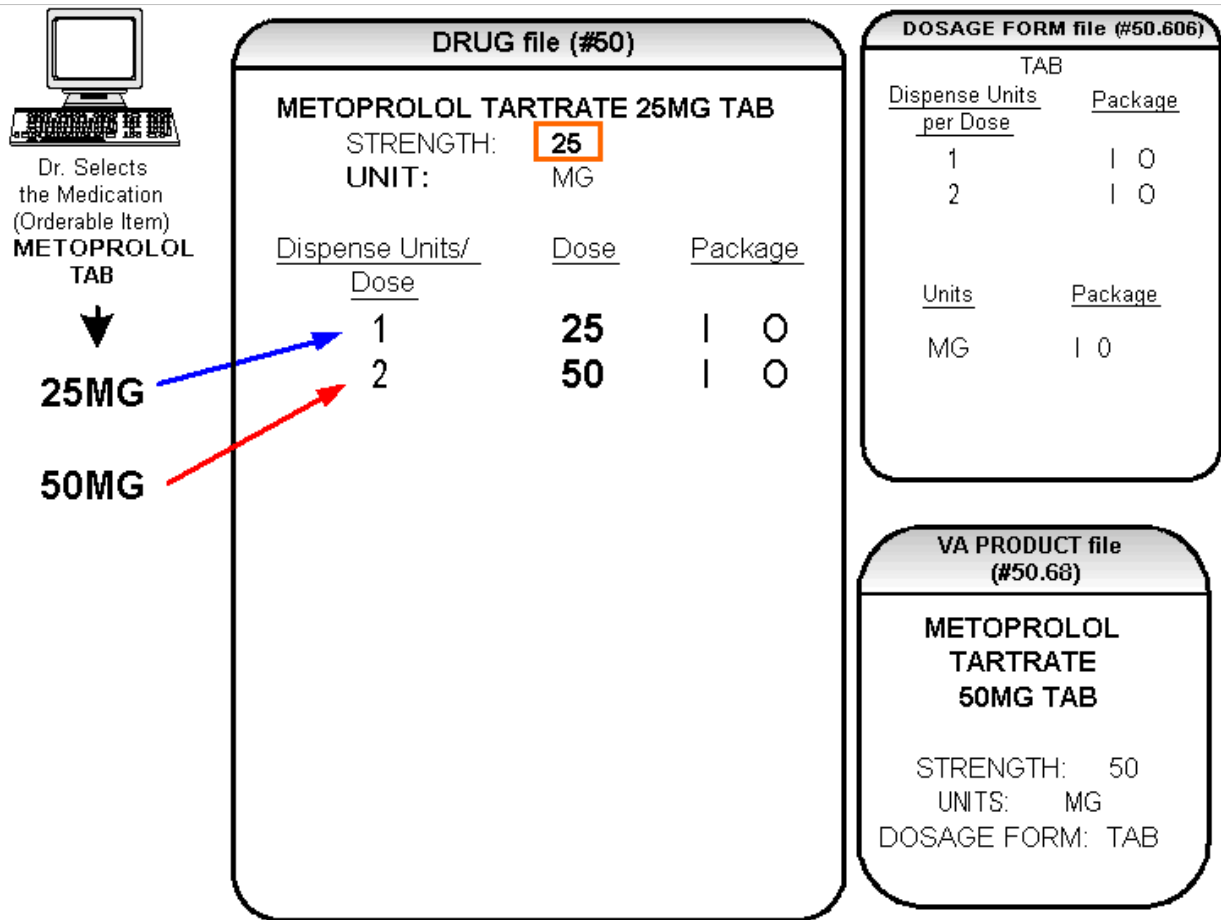 Dr. Selects
the Medication
(Orderable Item)
METOPROLOL
TAB
25MG
50MG
DRUG file (#50)
METOPROLOL TARTRATE 25MG TAB
STRENGTH: 25
UNIT: MG
Dispense Units/ Dose Package
Dose
1 25 I O
2 50 I O
DOSAGE FORM file (#50.606)
TAB
Dispense Units Package
per Dose
1 I O
2 I O
Units Package
MG I 0
VA PRODUCT file
(#50.68)
METOPROLOL
TARTRATE
50MG TAB
STRENGTH: 50
UNITS: MG
DOSAGE FORM: TAB